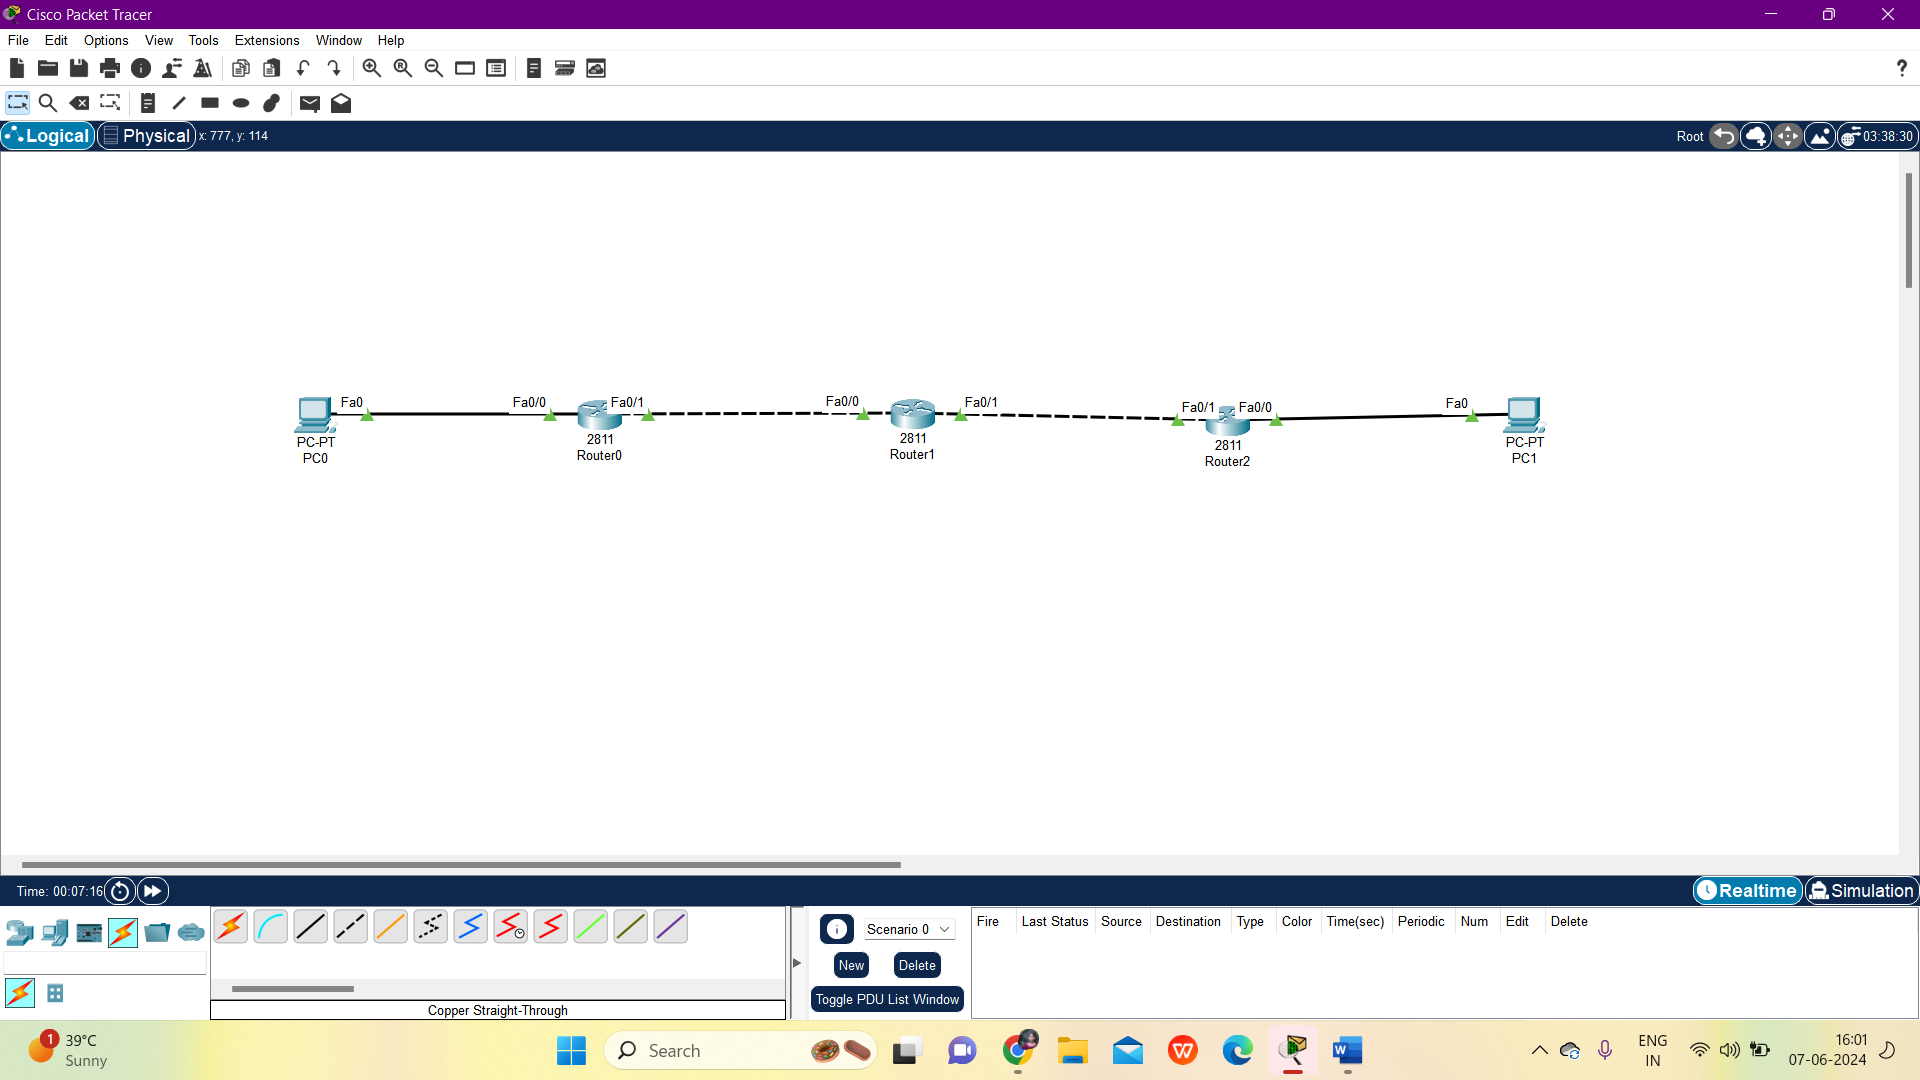 Cisco Packet Tracer
File Edit Options View Tools Extensions Window Help
?
Logical Physical x: 777, y: 114 Root 03:38:30
Fa0 Fa0/0 Fa0/1 Fa0/0 Fa0/1 Fa0/1 Fa0/0 Fa0
PC-PT 2811 2811 2811 PC-PT
PC0 Router0 Router1 Router2 PC1
Time: 00:07:16 Realtime Simulation
Scenario 0
New Delete
Toggle PDU List Window
Fire Last Status Source Destination Type Color Time(sec) Periodic Num Edit Delete
Copper Straight-Through
1
39°C
Sunny
Search
W
W
ENG
IN
16:01
07-06-2024